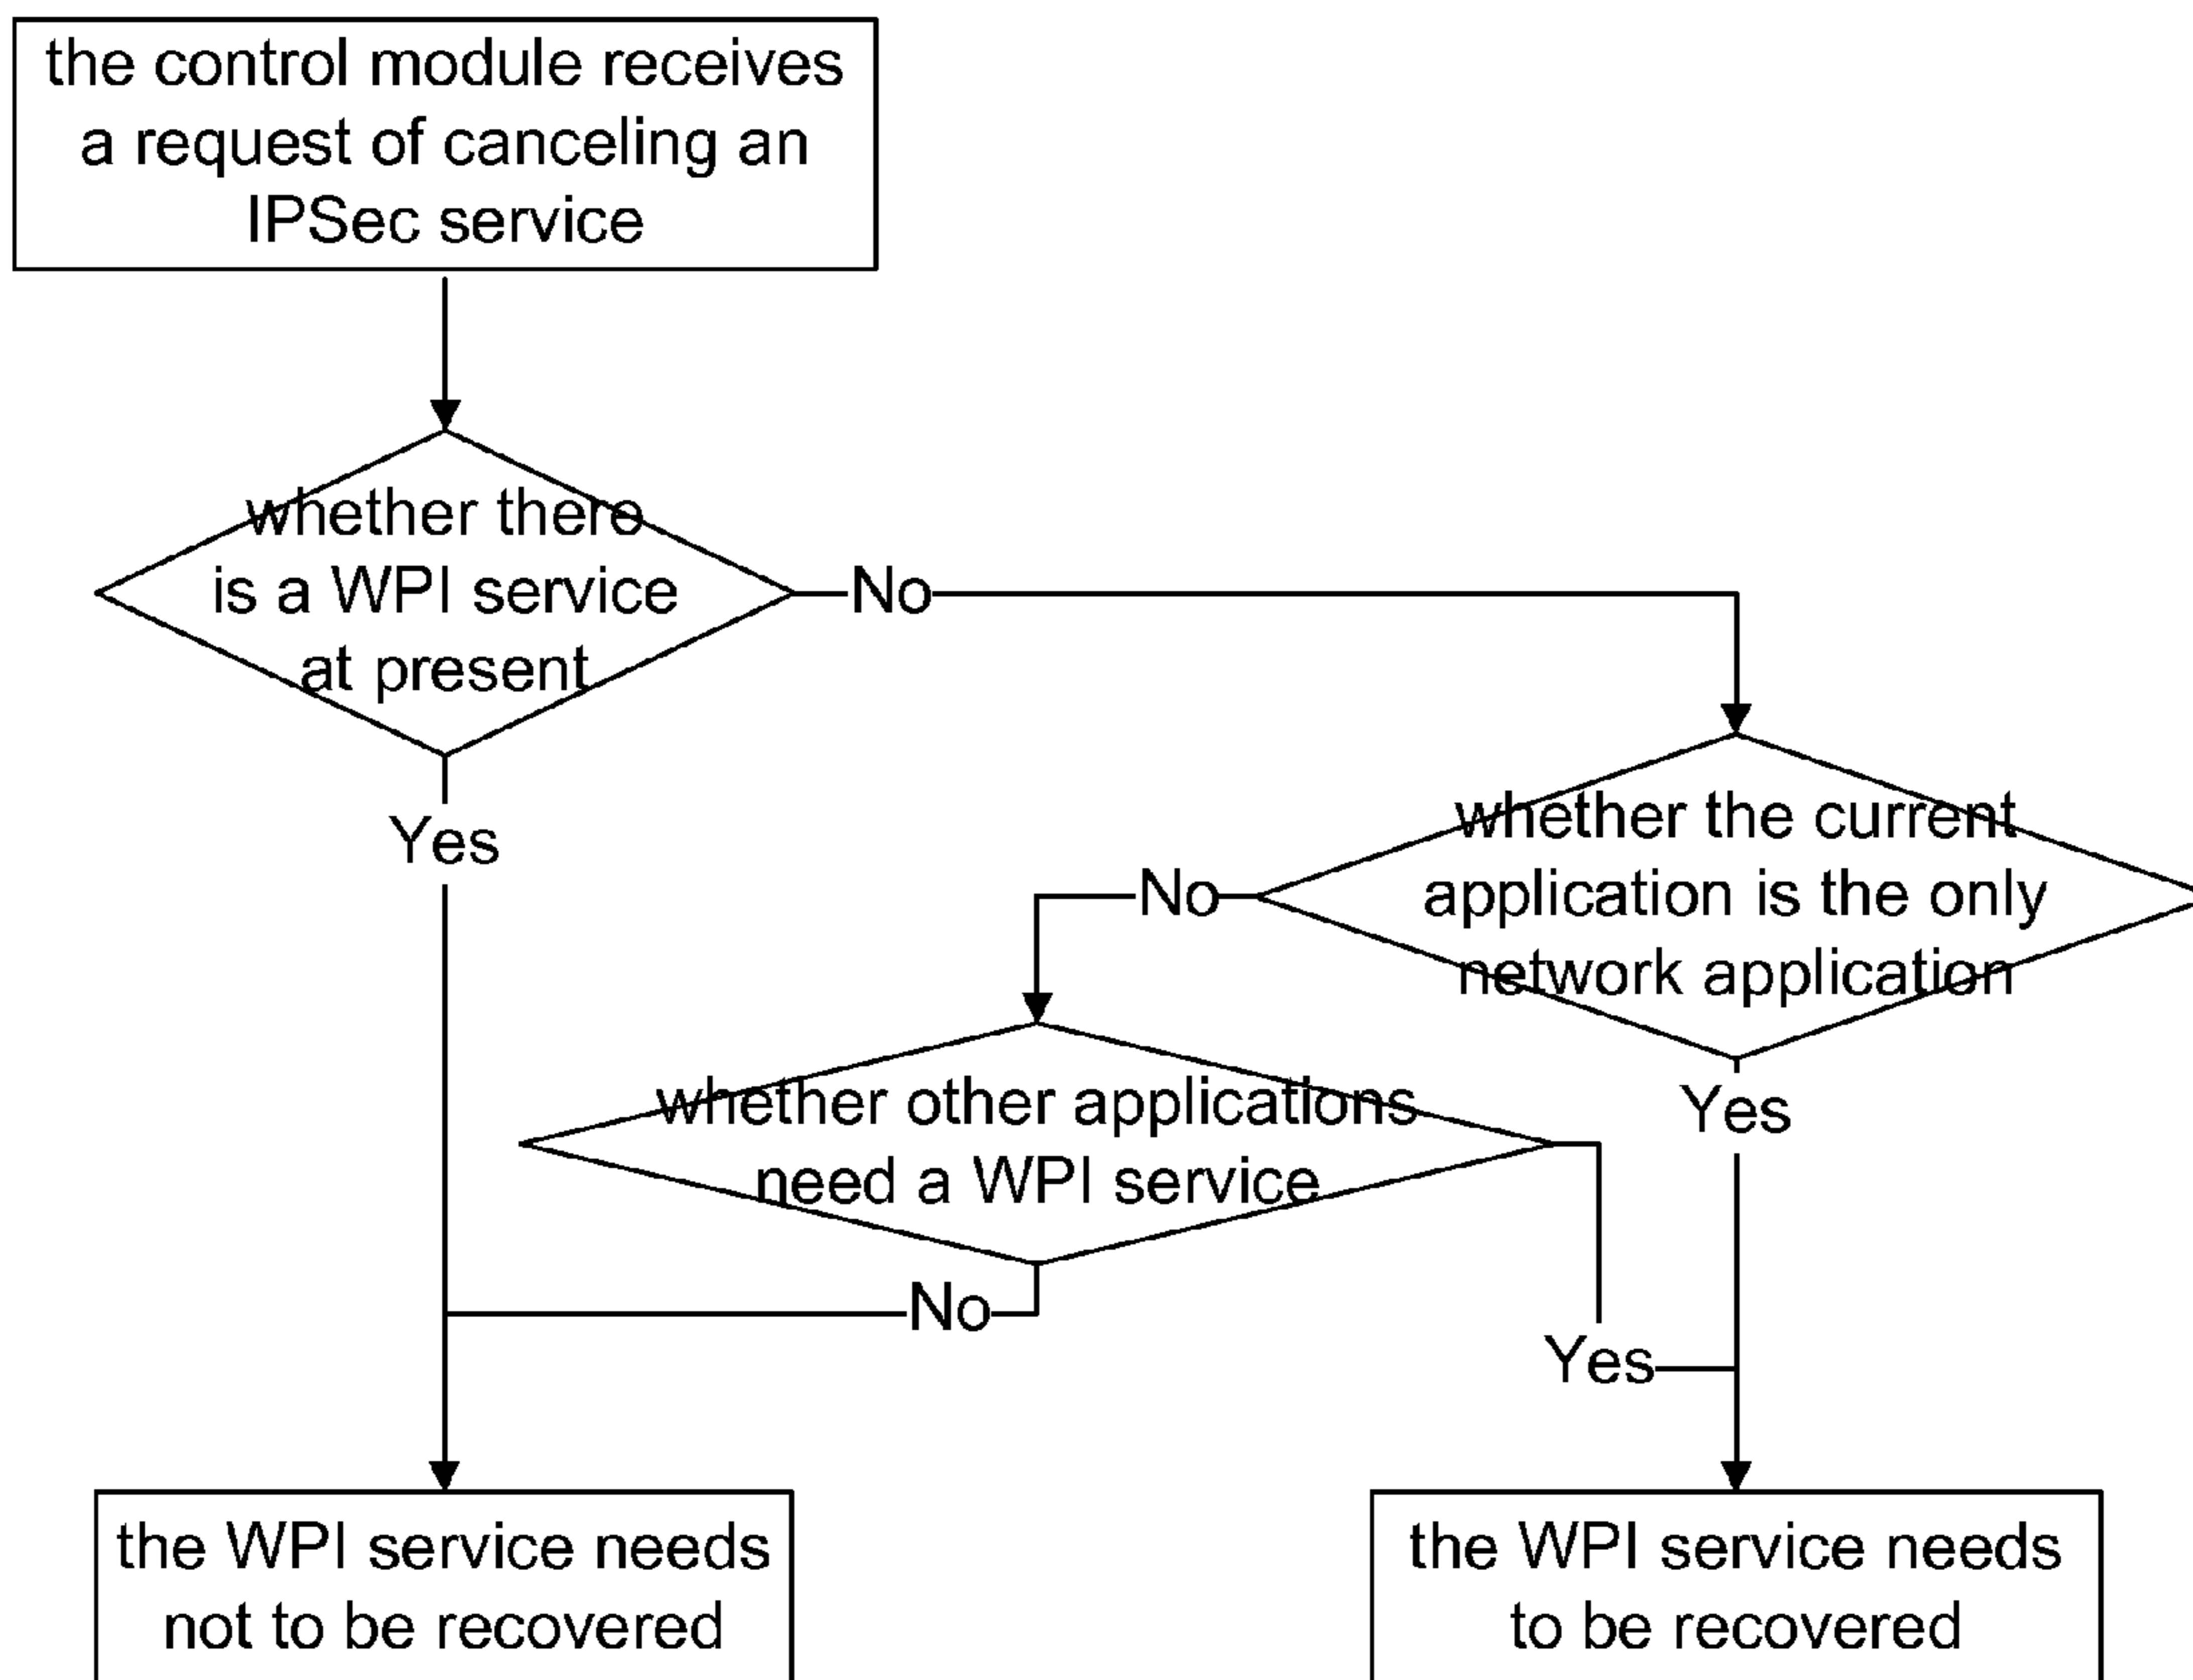 the control module receives
a request of canceling an
IPSec service
whether there
is a WPI service
at present
No
Yes
whether the current
application is the only
network application
No
Yes
whether other applications
need a WPI service
No
Yes
the WPI service needs
not to be recovered
the WPI service needs
to be recovered